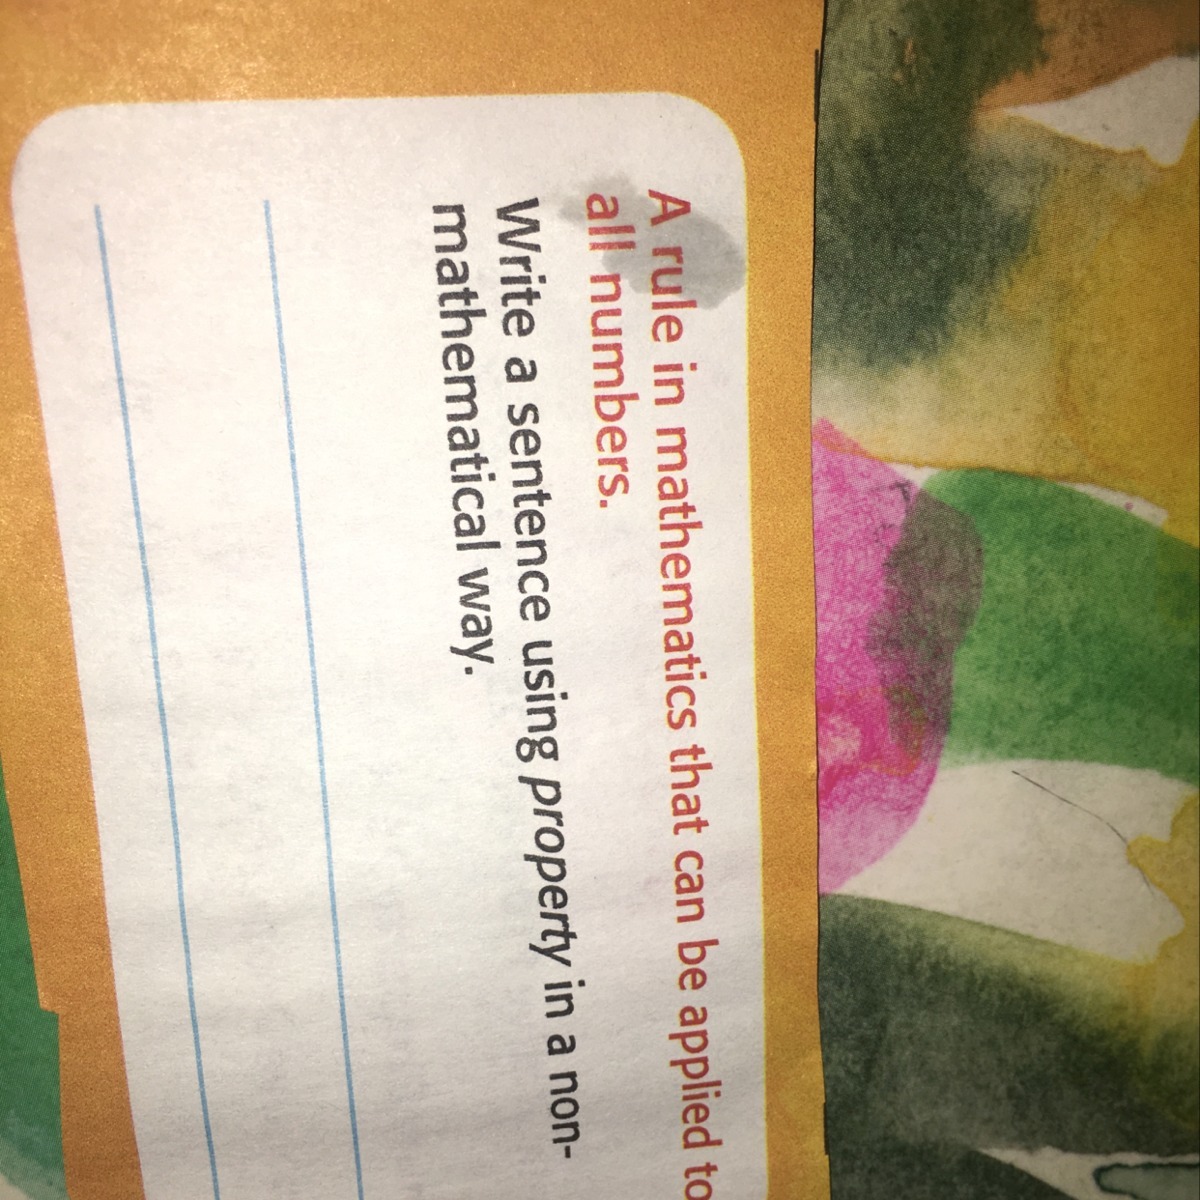 A rule in mathematics that can be applied to
all numbers.
Write a sentence using property in a non-
mathematical way.